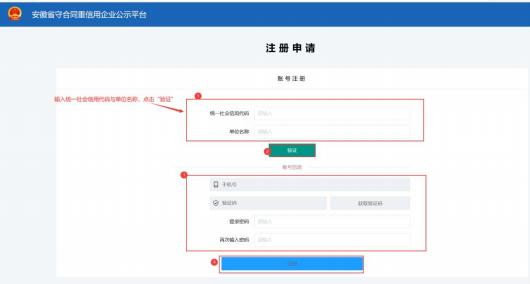 安徽省守合同重信用企业公示平台
注册申请
账号注册
输入统一社会信用代码与单位名称，点击“验证”
1
统一社会信用代码 请输入
单位名称 请输入
2 验证
账号信息
3
手机号
验证码 获取验证码
登录密码 请输入
再次输入密码 请输入
4